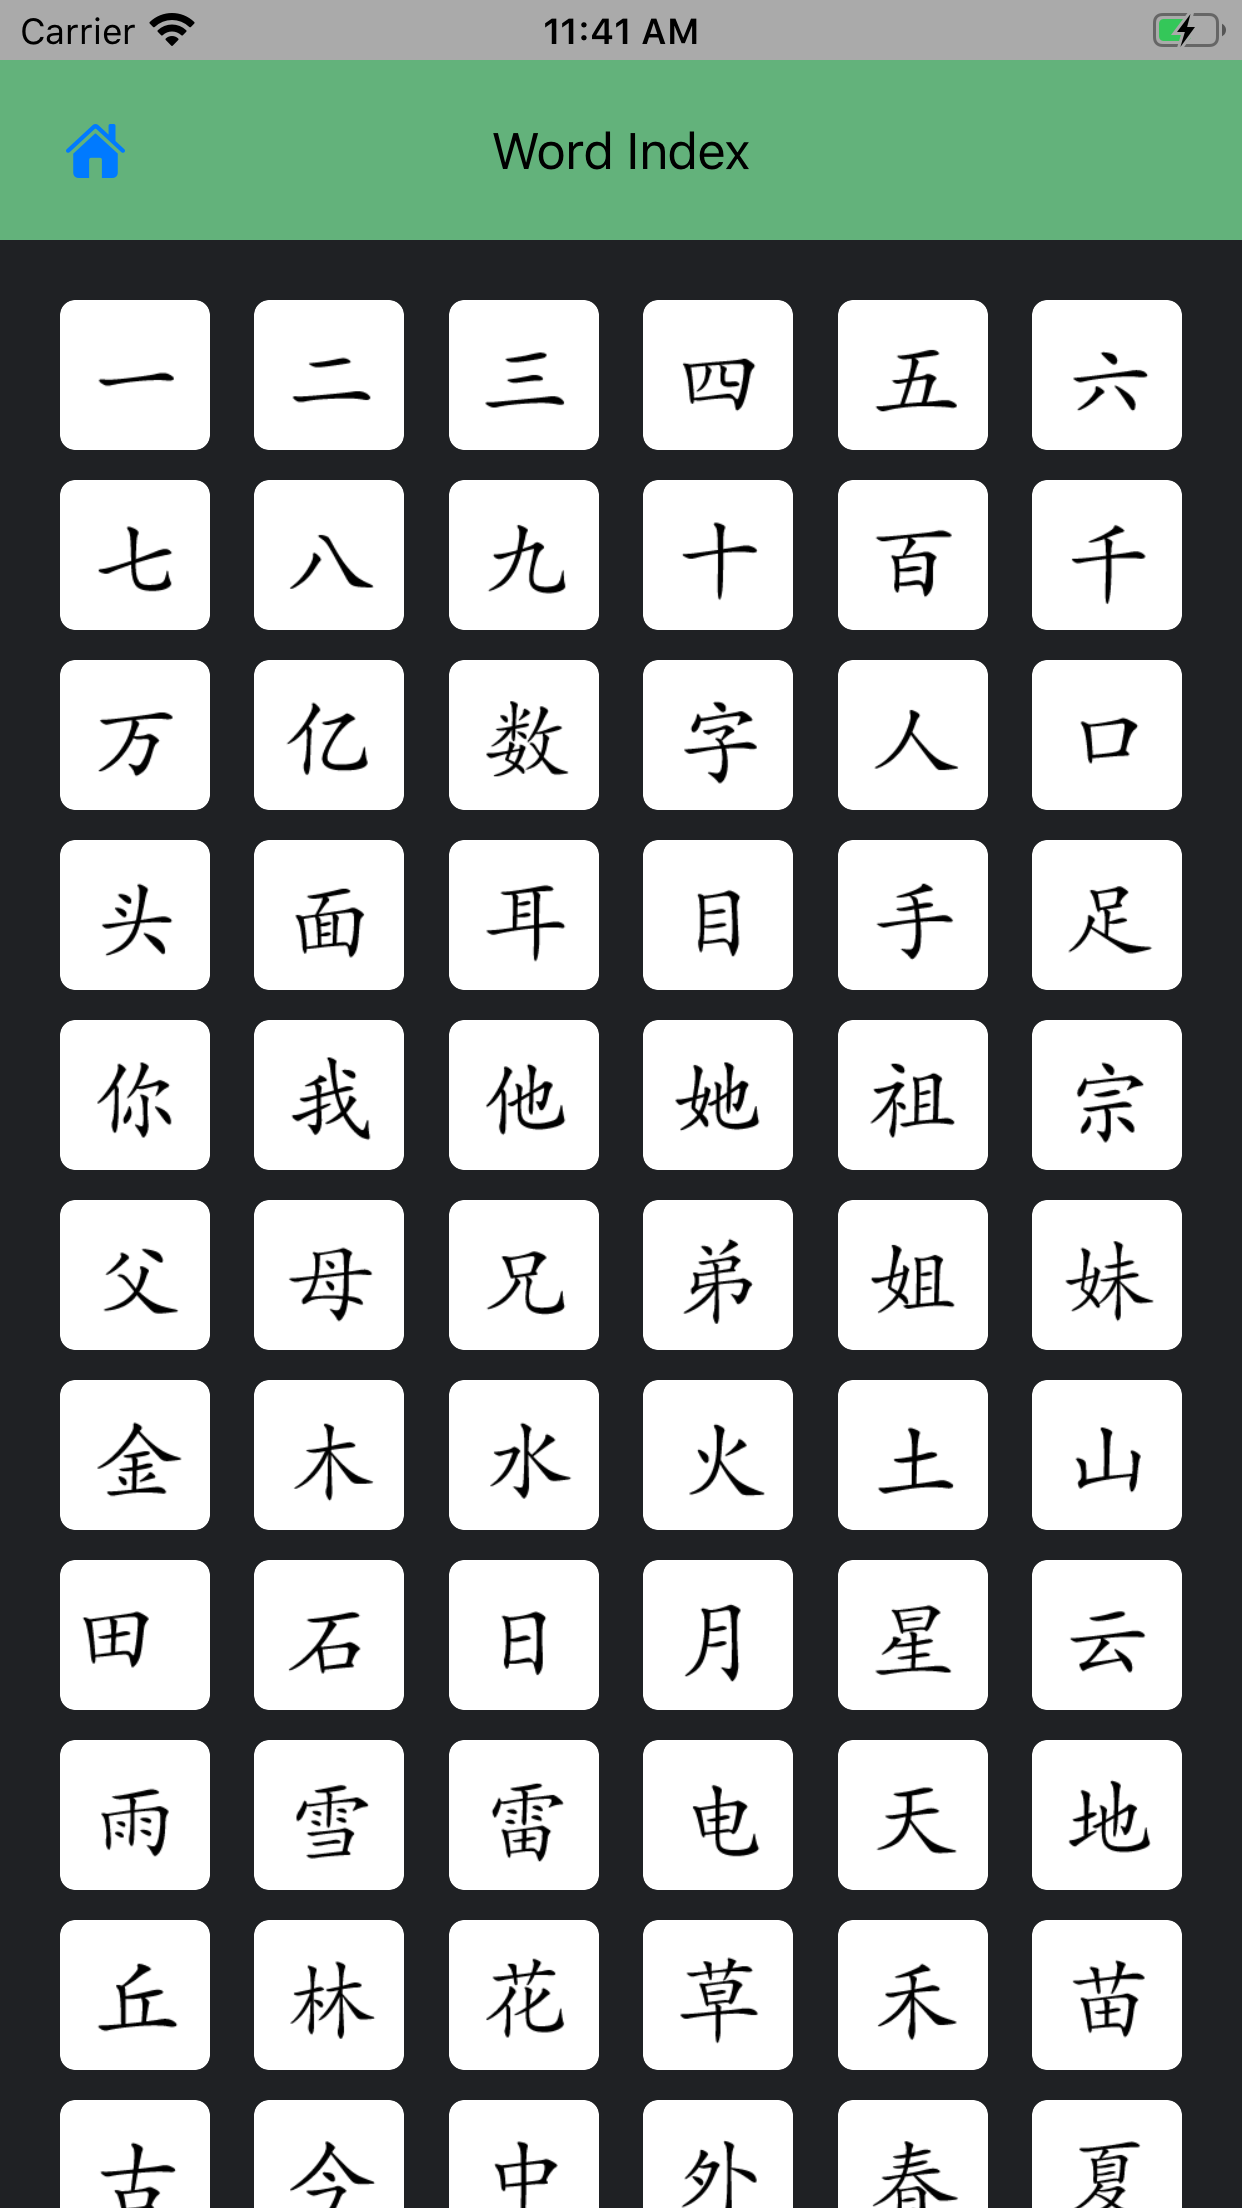 Carrier 11:41 AM
Word Index
一 二 三 四 五 六
七 八 九 十 百 千
万 亿 数 字 人 口
头 面 耳 目 手 足
你 我 他 她 祖 宗
父 母 兄 弟 姐 妹
金 木 水 火 土 山
田 石 日 月 星 云
雨 雪 雷 电 天 地
丘 林 花 草 禾 苗
古 今 中 外 春 夏